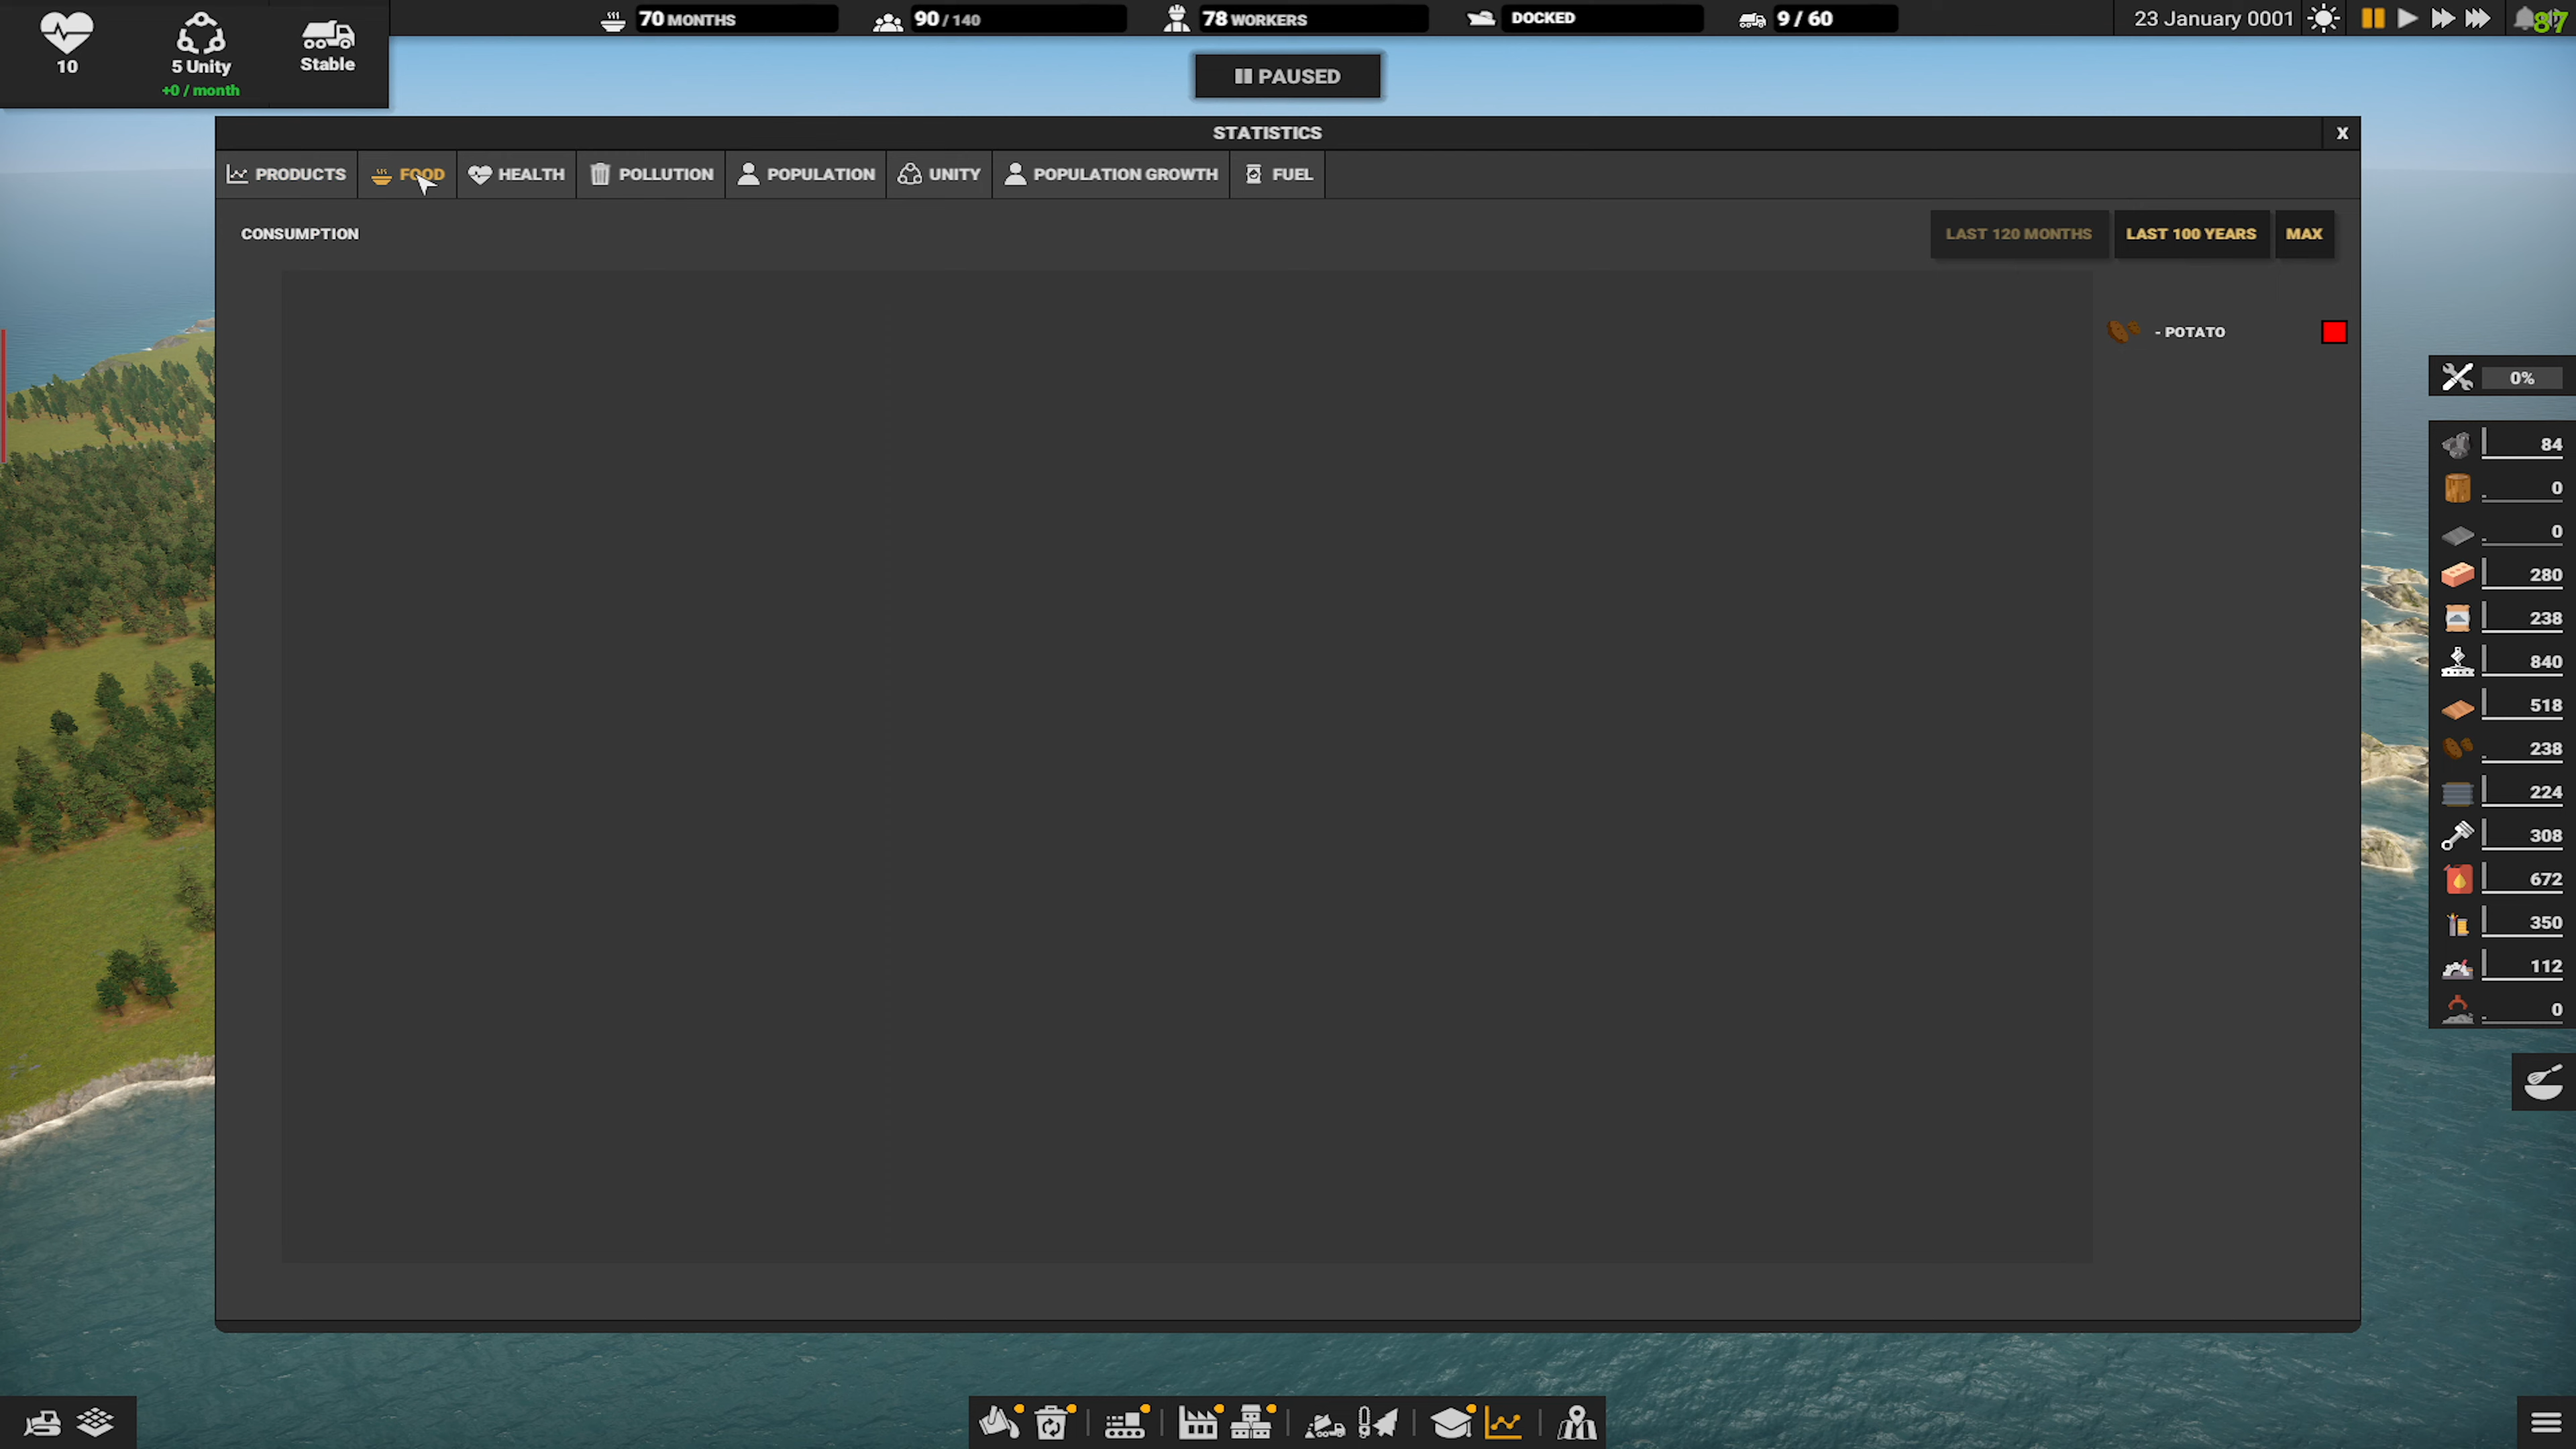 70 MONTHS
90 / 140
78 WORKERS
DOCKED
9 / 60
23 January 0001
87
10
5 Unity
+0 / month
Stable
PAUSED
STATISTICS
X
PRODUCTS
FOOD
HEALTH
POLLUTION
POPULATION
UNITY
POPULATION GROWTH
FUEL
CONSUMPTION
LAST 120 MONTHS
LAST 100 YEARS
MAX
- POTATO
0%
84
0
0
280
238
840
518
238
224
308
672
350
112
0